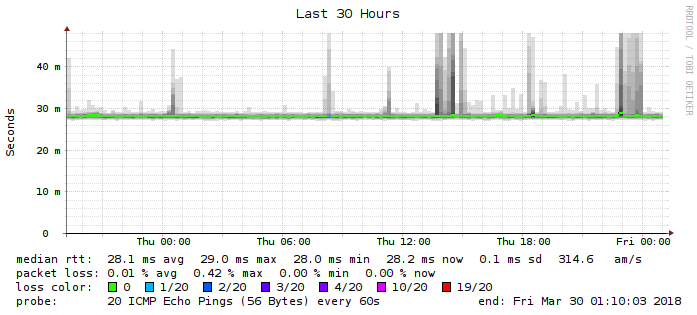 Last 30 Hours
RRDTOOL / TOBI OETIKER
Seconds
40 m
30 m
20 m
10 m
0
Thu 00:00 Thu 06:00 Thu 12:00 Thu 18:00 Fri 00:00
median rtt: 28.1 ms avg 29.0 ms max 28.0 ms min 28.2 ms now 0.1 ms sd 314.6 am/s
packet loss: 0.01 % avg 0.42 % max 0.00 % min 0.00 % now
loss color: 0 1/20 2/20 3/20 4/20 10/20 19/20
probe: 20 ICMP Echo Pings (56 Bytes) every 60s end: Fri Mar 30 01:10:03 2018